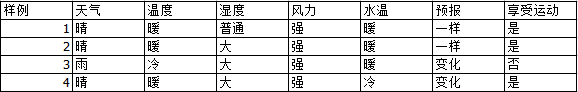 样例 天气 温度 湿度 风力 水温 预报 享受运动
1 晴 暖 普通 强 暖 一样 是
2 晴 暖 大 强 暖 一样 是
3 雨 冷 大 强 暖 变化 否
4 晴 暖 大 强 冷 变化 是